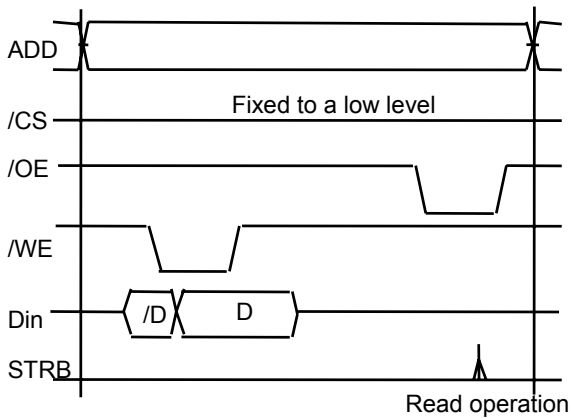 ADD
Fixed to a low level
/CS
/OE
/WE
Din /D D
STRB
Read operation